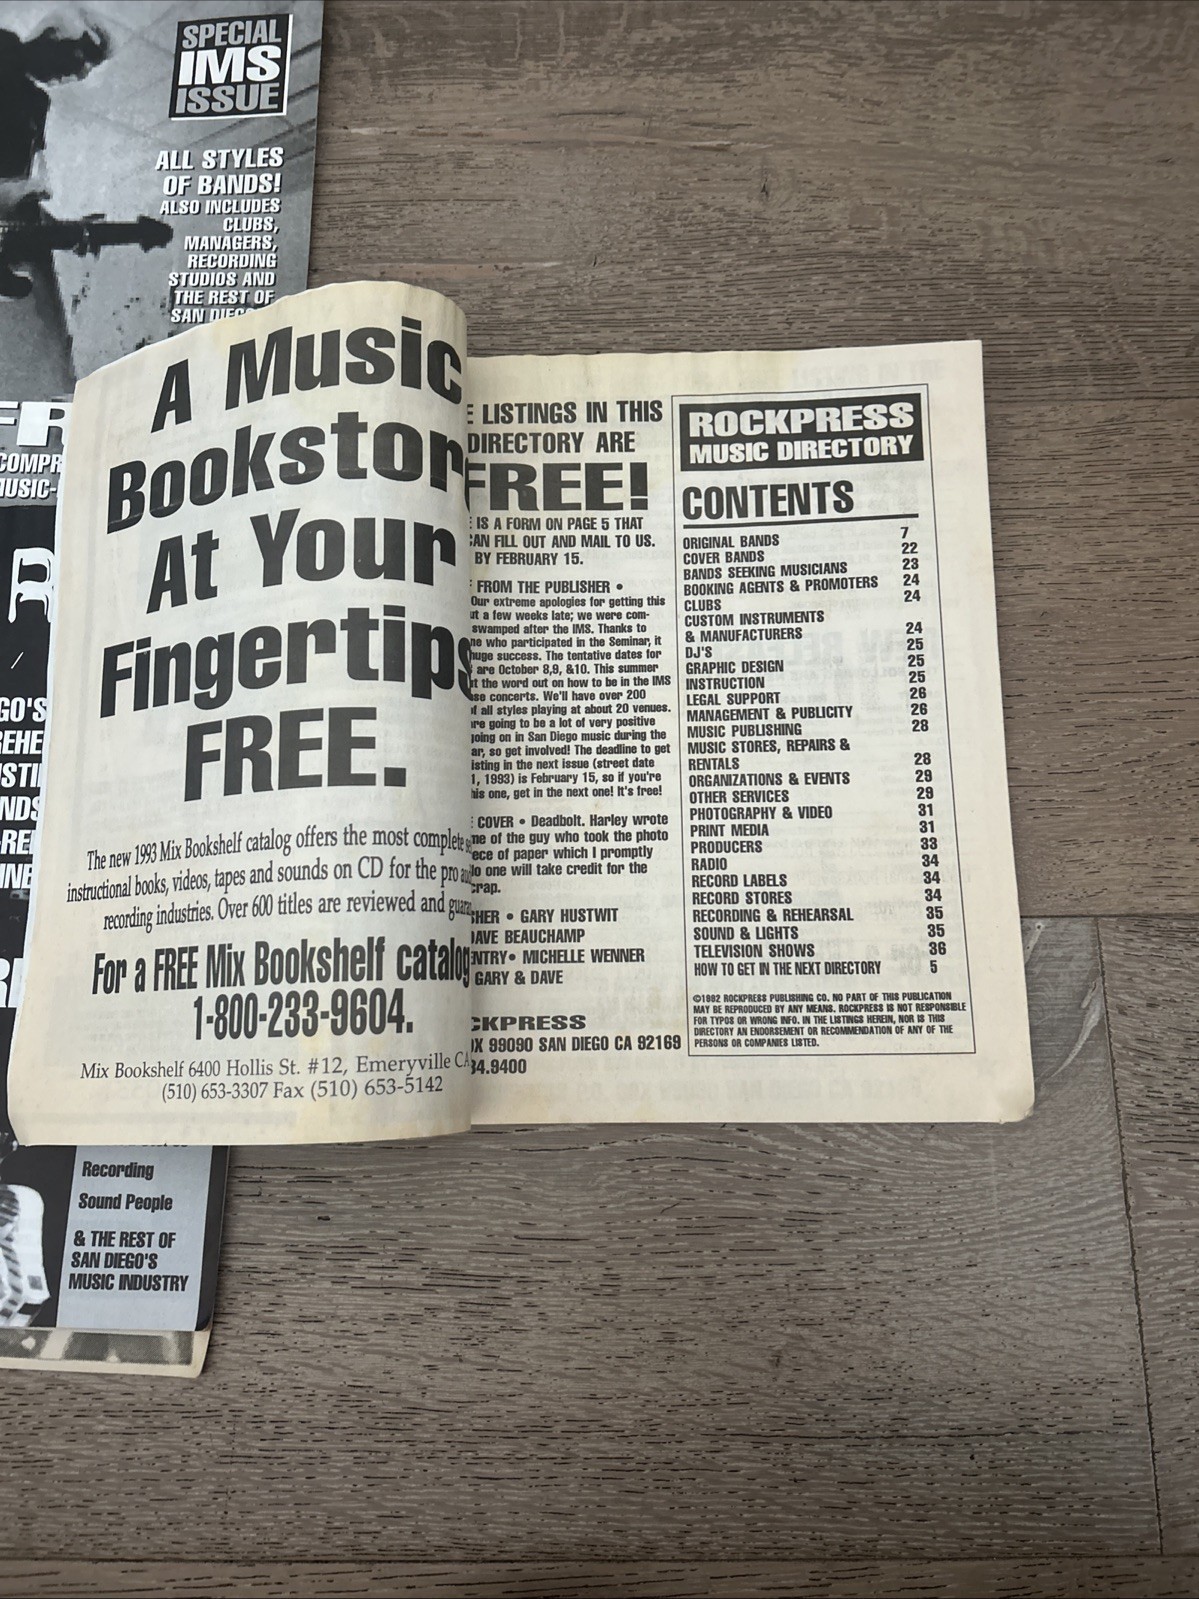 SPECIAL
IMS
ISSUE
ALL STYLES
OF BANDS!
ALSO INCLUDES
CLUBS,
MANAGERS,
RECORDING
STUDIOS AND
THE REST OF
SAN
A Music
Bookstor
At Your
Fingertips
FREE.
The new 1993 Mix Bookshelf catalog offers the most complete
instructional books, videos, tapes and sounds on CD for the pro
recording industries. Over 600 titles are reviewed and
For a FREE Mix Bookshelf catalog
1-800-233-9604.
Mix Bookshelf 6400 Hollis St. #12, Emeryville CA
(510) 653-3307 Fax (510) 653-5142
LISTINGS IN THIS
DIRECTORY ARE
FREE!
IS A FORM ON PAGE 5 THAT
CAN FILL OUT AND MAIL TO US.
BY FEBRUARY 15.
FROM THE PUBLISHER •
Our extreme apologies for getting this
a few weeks late; we were com-
swamped after the IMS. Thanks to
who participated in the Seminar, it
huge success. The tentative dates for
are October 8,9, &10. This summer
the word out on how to be in the IMS
concerts. We'll have over 200
all styles playing at about 20 venues.
going to be a lot of very positive
going on in San Diego music during the
so get involved! The deadline to get
listing in the next issue (street date
1, 1993) is February 15, so if you're
this one, get in the next one! It's free!
COVER • Deadbolt. Harley wrote
of the guy who took the photo
of paper which I promptly
No one will take credit for the
crap.
• GARY HUSTWIT
DAVE BEAUCHAMP
• MICHELLE WENNER
GARY & DAVE
CKPRESS
OX 99090 SAN DIEGO CA 92169
34.9400
ROCKPRESS
MUSIC DIRECTORY
CONTENTS
ORIGINAL BANDS 7
COVER BANDS 22
BANDS SEEKING MUSICIANS 23
BOOKING AGENTS & PROMOTERS 24
CLUBS 24
CUSTOM INSTRUMENTS
& MANUFACTURERS 24
DJ'S 25
GRAPHIC DESIGN 25
INSTRUCTION 25
LEGAL SUPPORT 26
MANAGEMENT & PUBLICITY 26
MUSIC PUBLISHING 28
MUSIC STORES, REPAIRS &
RENTALS 28
ORGANIZATIONS & EVENTS 29
OTHER SERVICES 29
PHOTOGRAPHY & VIDEO 31
PRINT MEDIA 31
PRODUCERS 33
RADIO 34
RECORD LABELS 34
RECORD STORES 34
RECORDING & REHEARSAL 35
SOUND & LIGHTS 35
TELEVISION SHOWS 36
HOW TO GET IN THE NEXT DIRECTORY 5
©1992 ROCKPRESS PUBLISHING CO. NO PART OF THIS PUBLICATION
MAY BE REPRODUCED BY ANY MEANS. ROCKPRESS IS NOT RESPONSIBLE
FOR TYPOS OR WRONG INFO. IN THE LISTINGS HEREIN, NOR IS THIS
DIRECTORY AN ENDORSEMENT OR RECOMMENDATION OF ANY OF THE
PERSONS OR COMPANIES LISTED.
Recording
Sound People
& THE REST OF
SAN DIEGO'S
MUSIC INDUSTRY